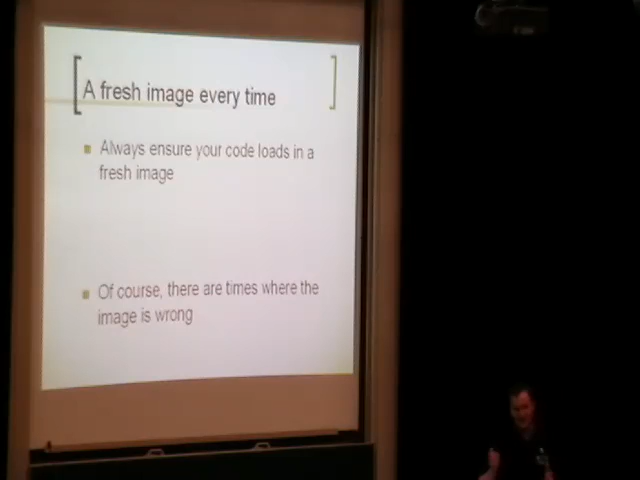 A fresh image every time
Always ensure your code loads in a
fresh image
Of course, there are times where the
image is wrong